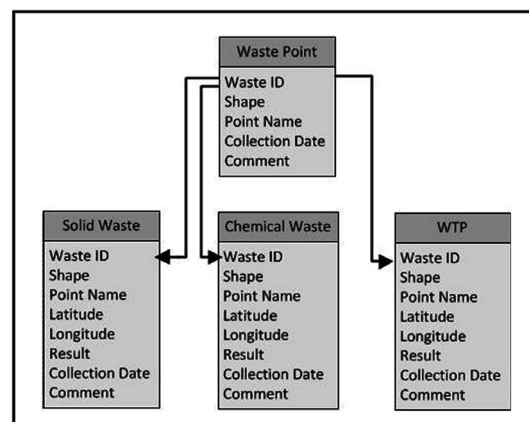 Waste Point
Waste ID
Shape
Point Name
Collection Date
Comment
Solid Waste
Waste ID
Shape
Point Name
Latitude
Longitude
Result
Collection Date
Comment
Chemical Waste
Waste ID
Shape
Point Name
Latitude
Longitude
Result
Collection Date
Comment
WTP
Waste ID
Shape
Point Name
Latitude
Longitude
Result
Collection Date
Comment